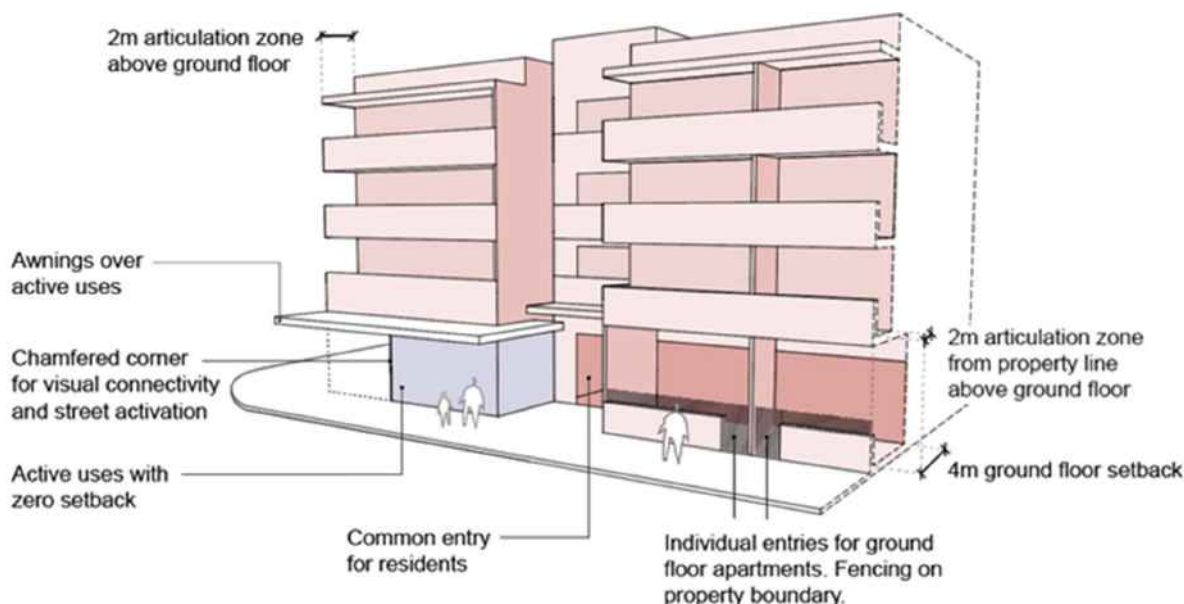 2m articulation zone
above ground floor
Awnings over
active uses
Chamfered corner
for visual connectivity
and street activation
Active uses with
zero setback
Common entry
for residents
Individual entries for ground
floor apartments. Fencing on
property boundary.
2m articulation zone
from property line
above ground floor
4m ground floor setback